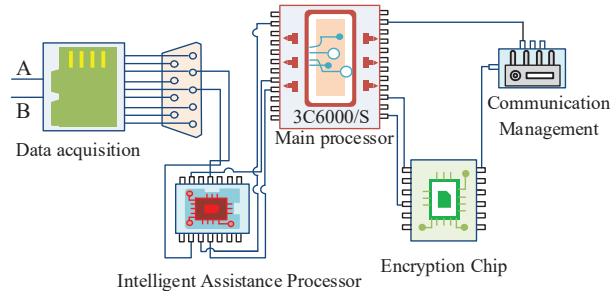 A
B
Data acquisition
3C6000/S
Main processor
Communication
Management
Intelligent Assistance Processor
Encryption Chip